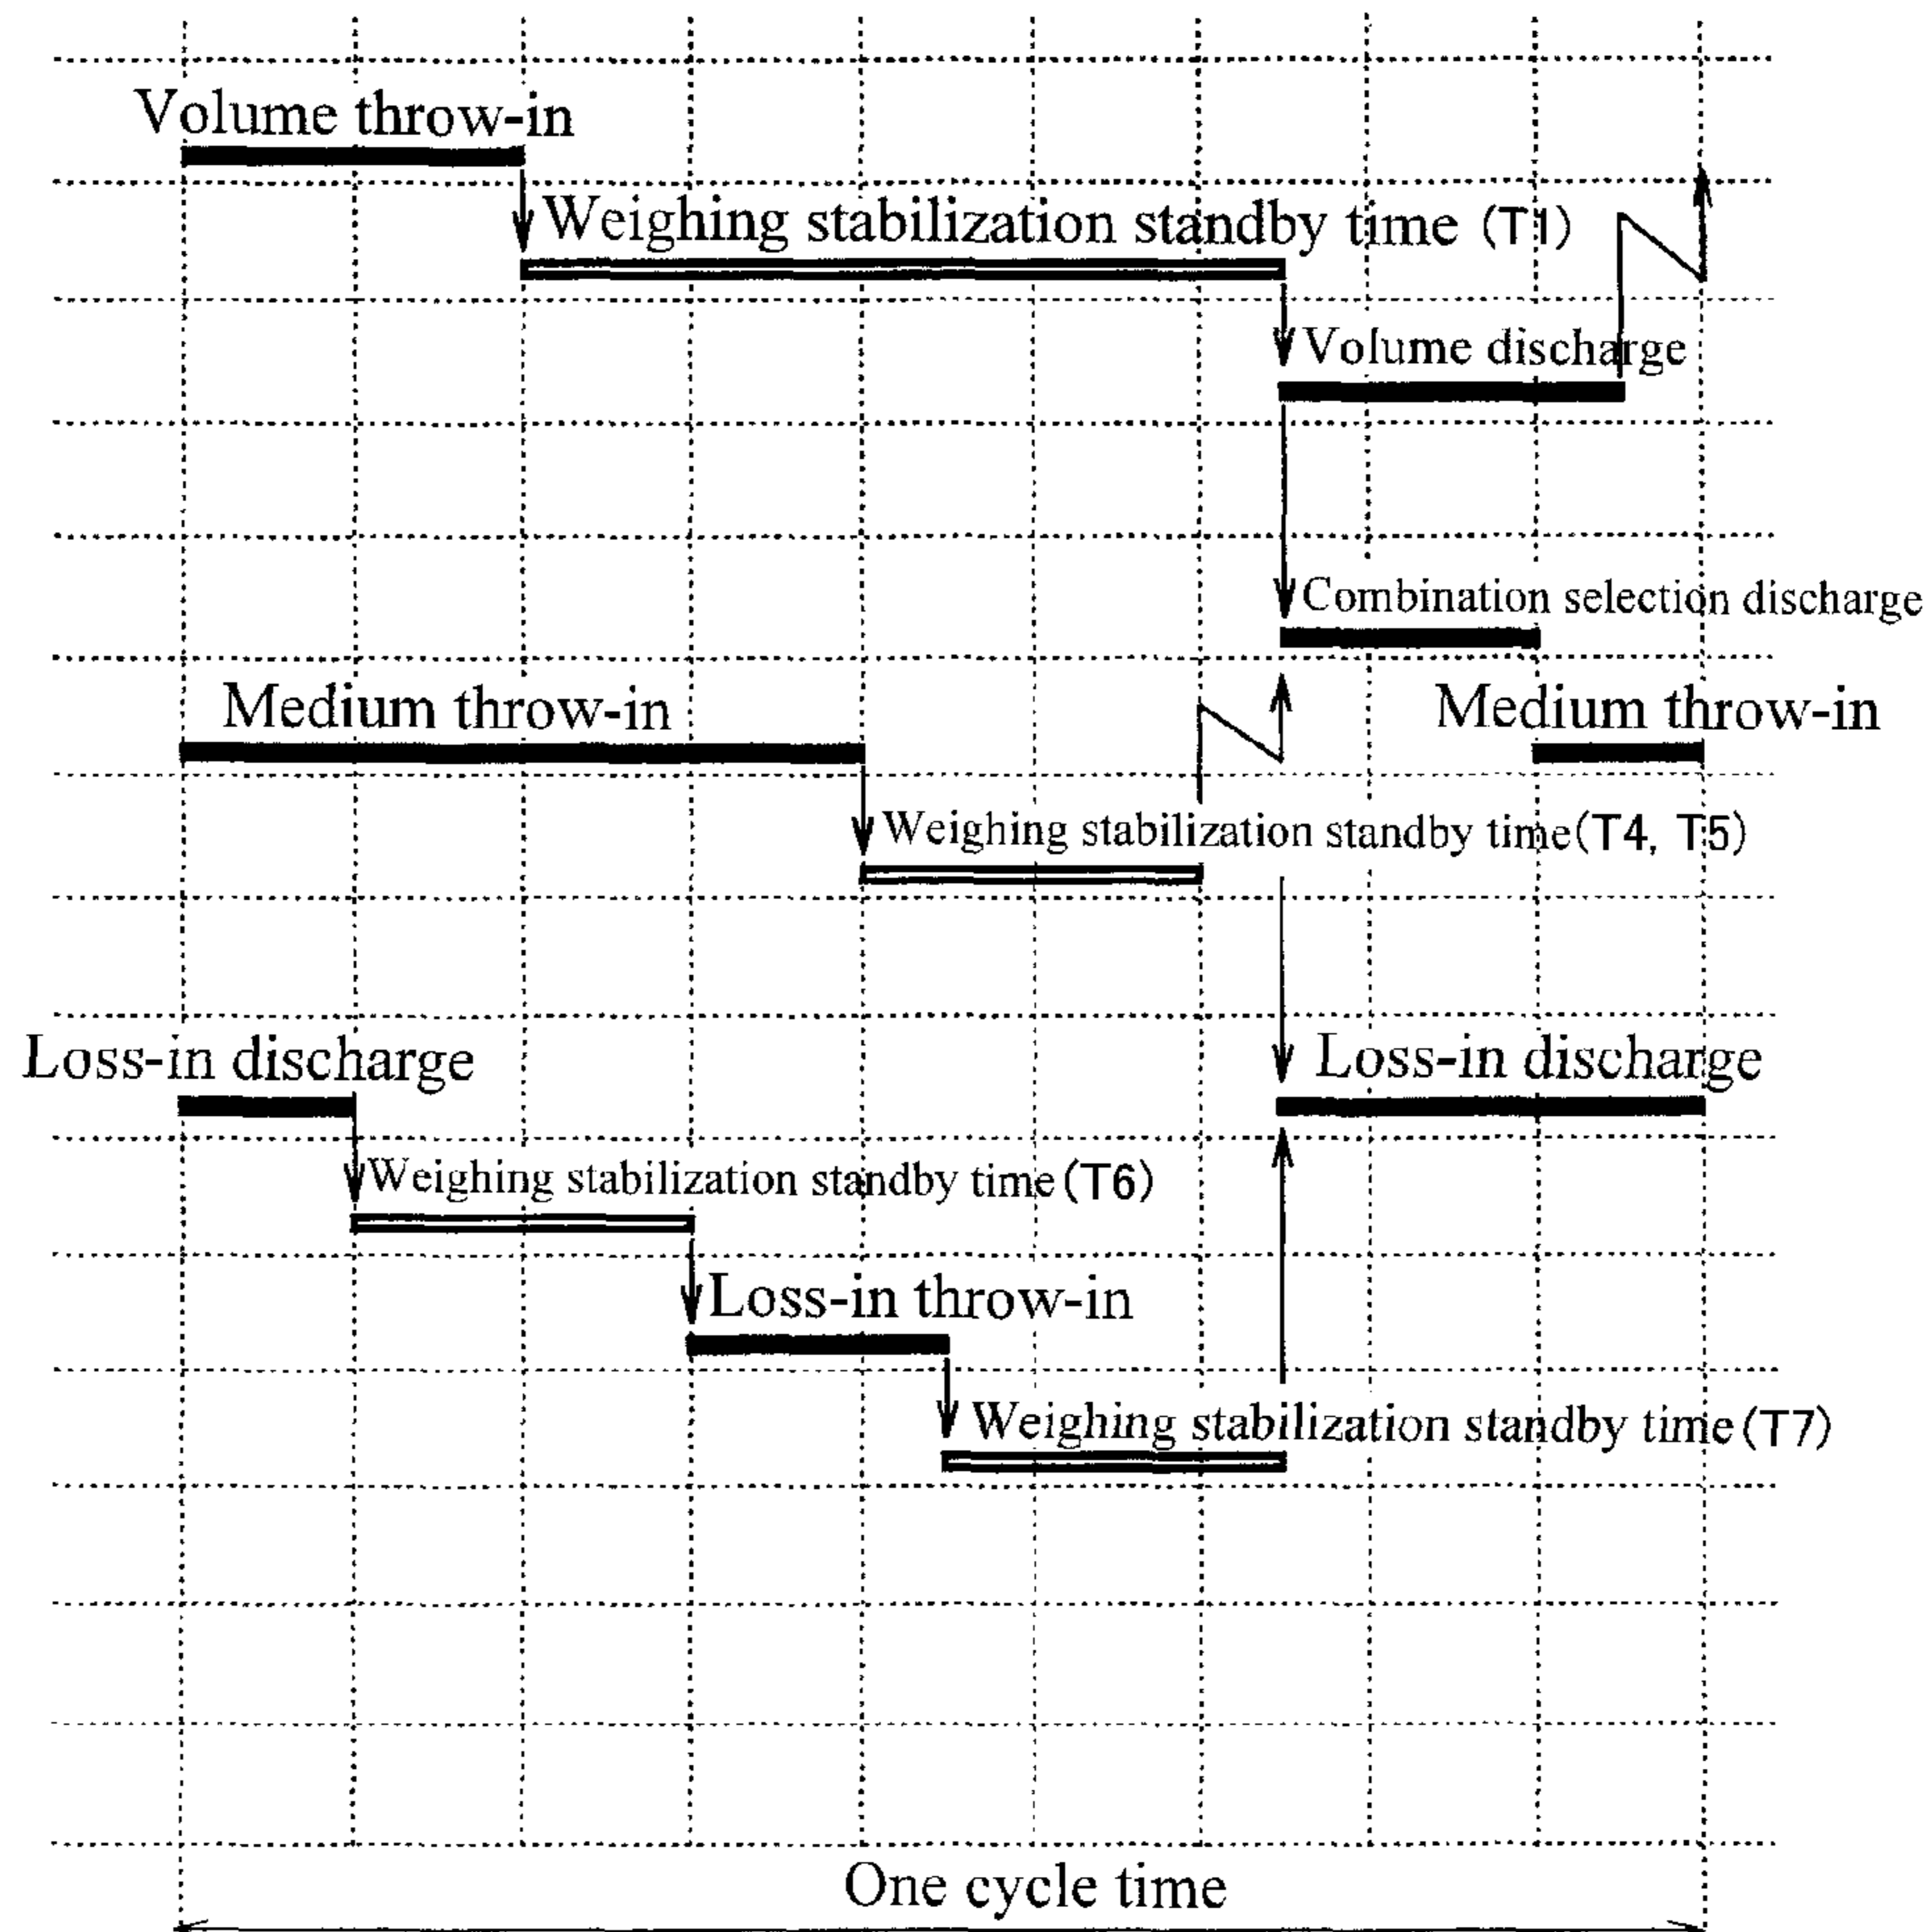 Volume throw-in
Weighing stabilization standby time (T1)
Volume discharge
Combination selection discharge
Medium throw-in
Medium throw-in
Weighing stabilization standby time(T4, T5)
Loss-in discharge
Loss-in discharge
Weighing stabilization standby time(T6)
Loss-in throw-in
Weighing stabilization standby time(T7)
One cycle time